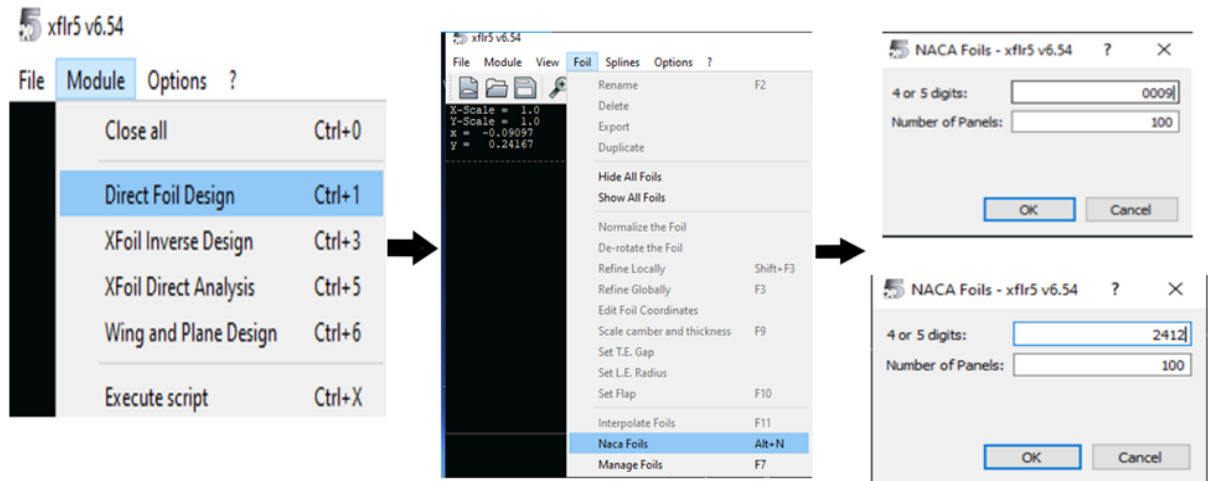 xflr5 v6.54
File Module Options ?
Close all Ctrl+0
Direct Foil Design Ctrl+1
XFoil Inverse Design Ctrl+3
XFoil Direct Analysis Ctrl+5
Wing and Plane Design Ctrl+6
Execute script Ctrl+X
xflr5 v6.54
File Module View Foil Splines Options ?
X-Scale = 1.0
Y-Scale = 1.0
x = -0.09097
y = 0.24167
Rename F2
Delete
Export
Duplicate
Hide All Foils
Show All Foils
Normalize the Foil
De-rotate the Foil
Refine Locally Shift+F3
Refine Globally F3
Edit Foil Coordinates
Scale camber and thickness F9
Set T.E. Gap
Set L.E. Radius
Set Flap F10
Interpolate Foils F11
Naca Foils Alt+N
Manage Foils F7
NACA Foils - xflr5 v6.54 ?
4 or 5 digits: 0009
Number of Panels: 100
OK Cancel
NACA Foils - xflr5 v6.54 ?
4 or 5 digits: 2412
Number of Panels: 100
OK Cancel